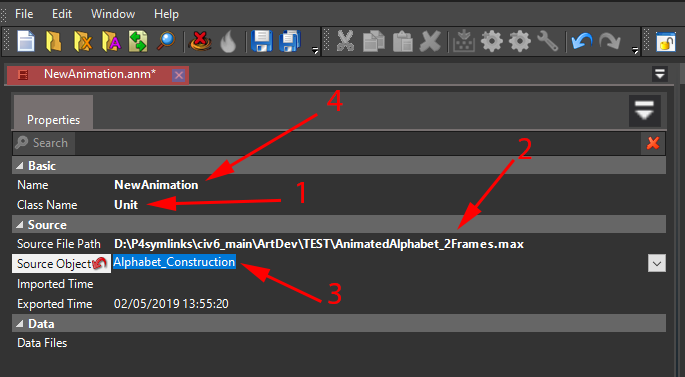 File Edit Window Help
NewAnimation.anm*
4
Properties
Search
2
Basic
Name NewAnimation
1
Class Name Unit
Source
Source File Path D:\P4symlinks\civ6_main\ArtDev\TEST\AnimatedAlphabet_2Frames.max
Source Object Alphabet_Construction
Imported Time
3
Exported Time 02/05/2019 13:55:20
Data
Data Files